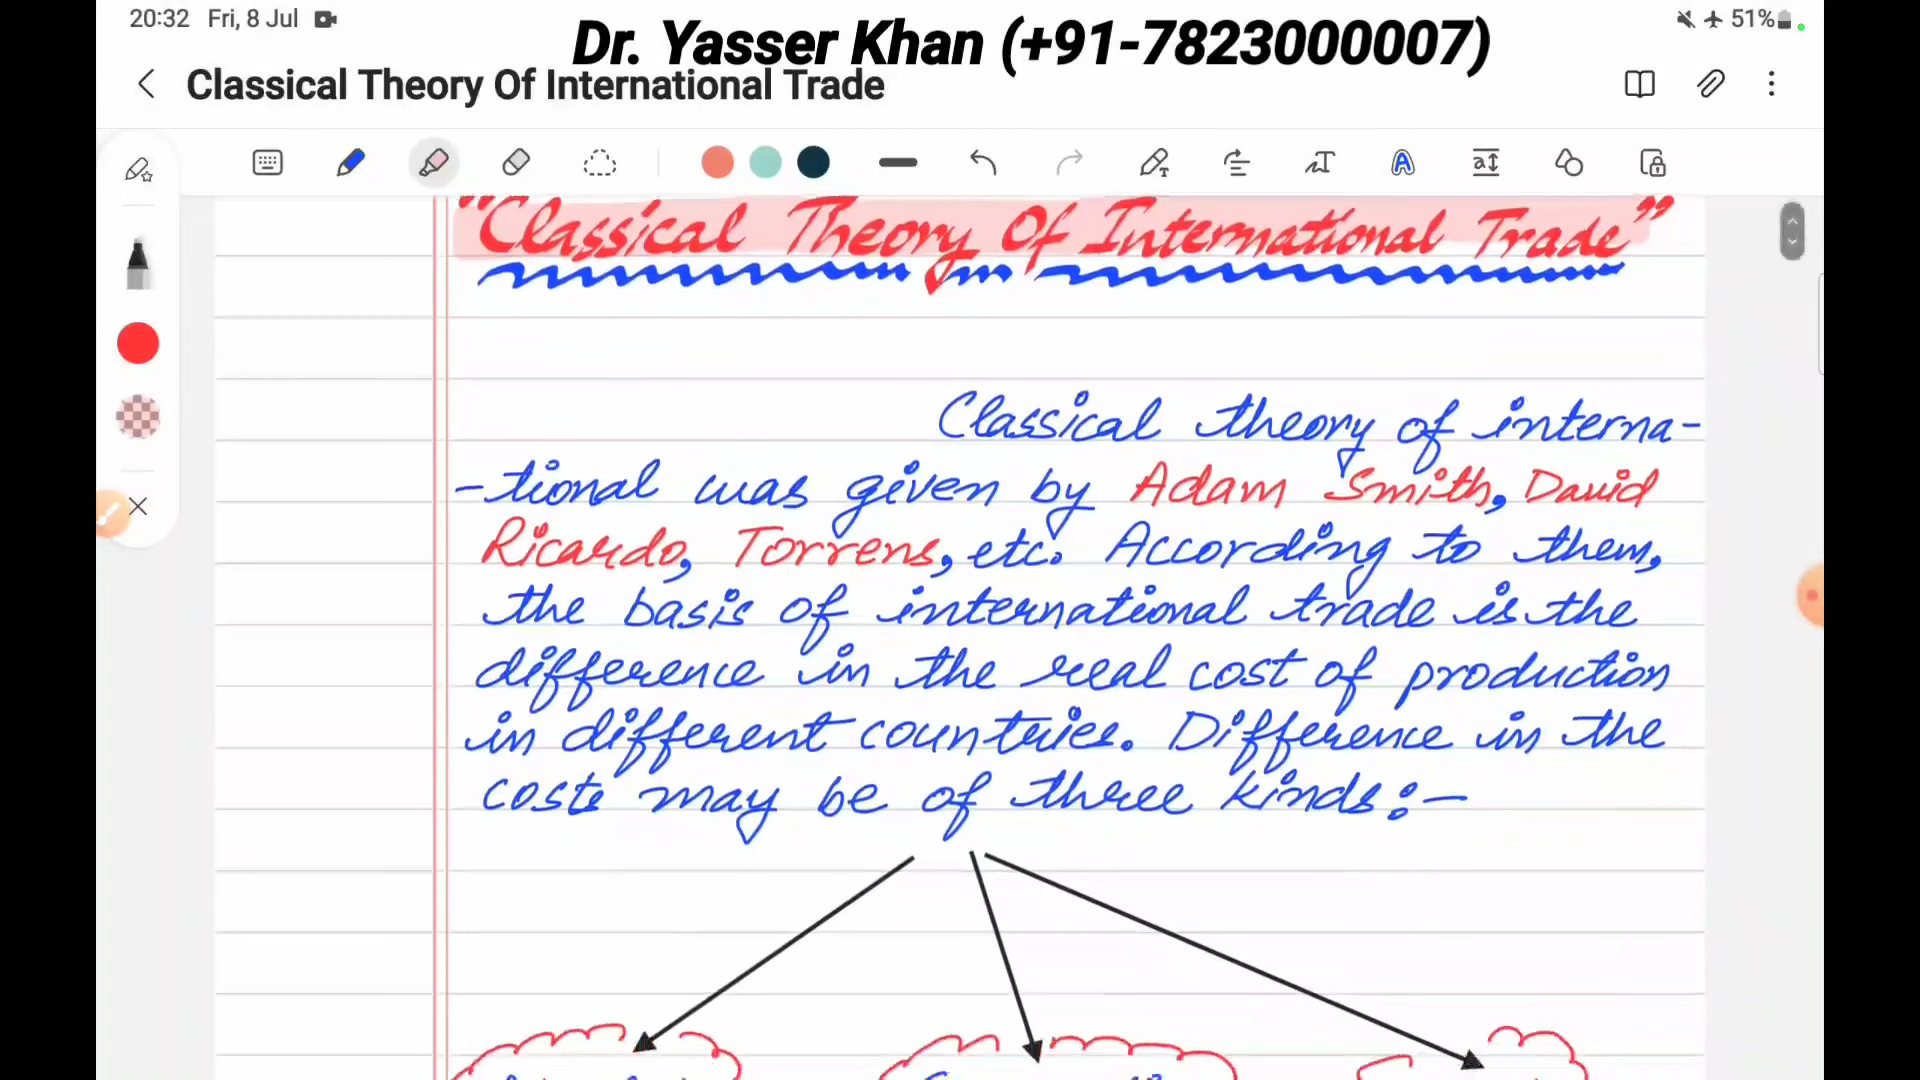 20:32 Fri, 8 Jul
51%
Dr. Yasser Khan (+91-7823000007)
Classical Theory Of International Trade
"Classical Theory Of International Trade"
Classical theory of interna-
-tional was given by Adam Smith, David
Ricardo, Torrens, etc. According to them,
the basis of international trade is the
difference in the real cost of production
in different countries. Difference in the
costs may be of three kinds:-